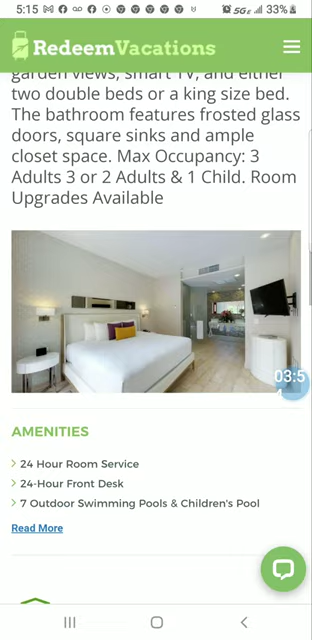 5:15 5G E 33%
RedeemVacations
garden views, smart TV, and either
two double beds or a king size bed.
The bathroom features frosted glass
doors, square sinks and ample
closet space. Max Occupancy: 3
Adults 3 or 2 Adults & 1 Child. Room
Upgrades Available
03:5
AMENITIES
24 Hour Room Service
24-Hour Front Desk
7 Outdoor Swimming Pools & Children's Pool
Read More